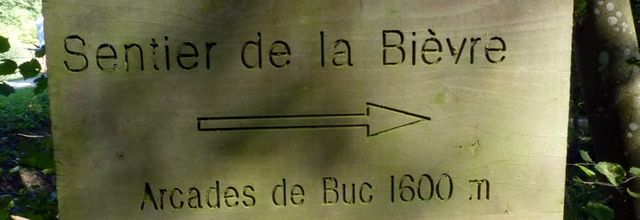 Sentier de la Bièvre
Arcades de Buc 1600 m